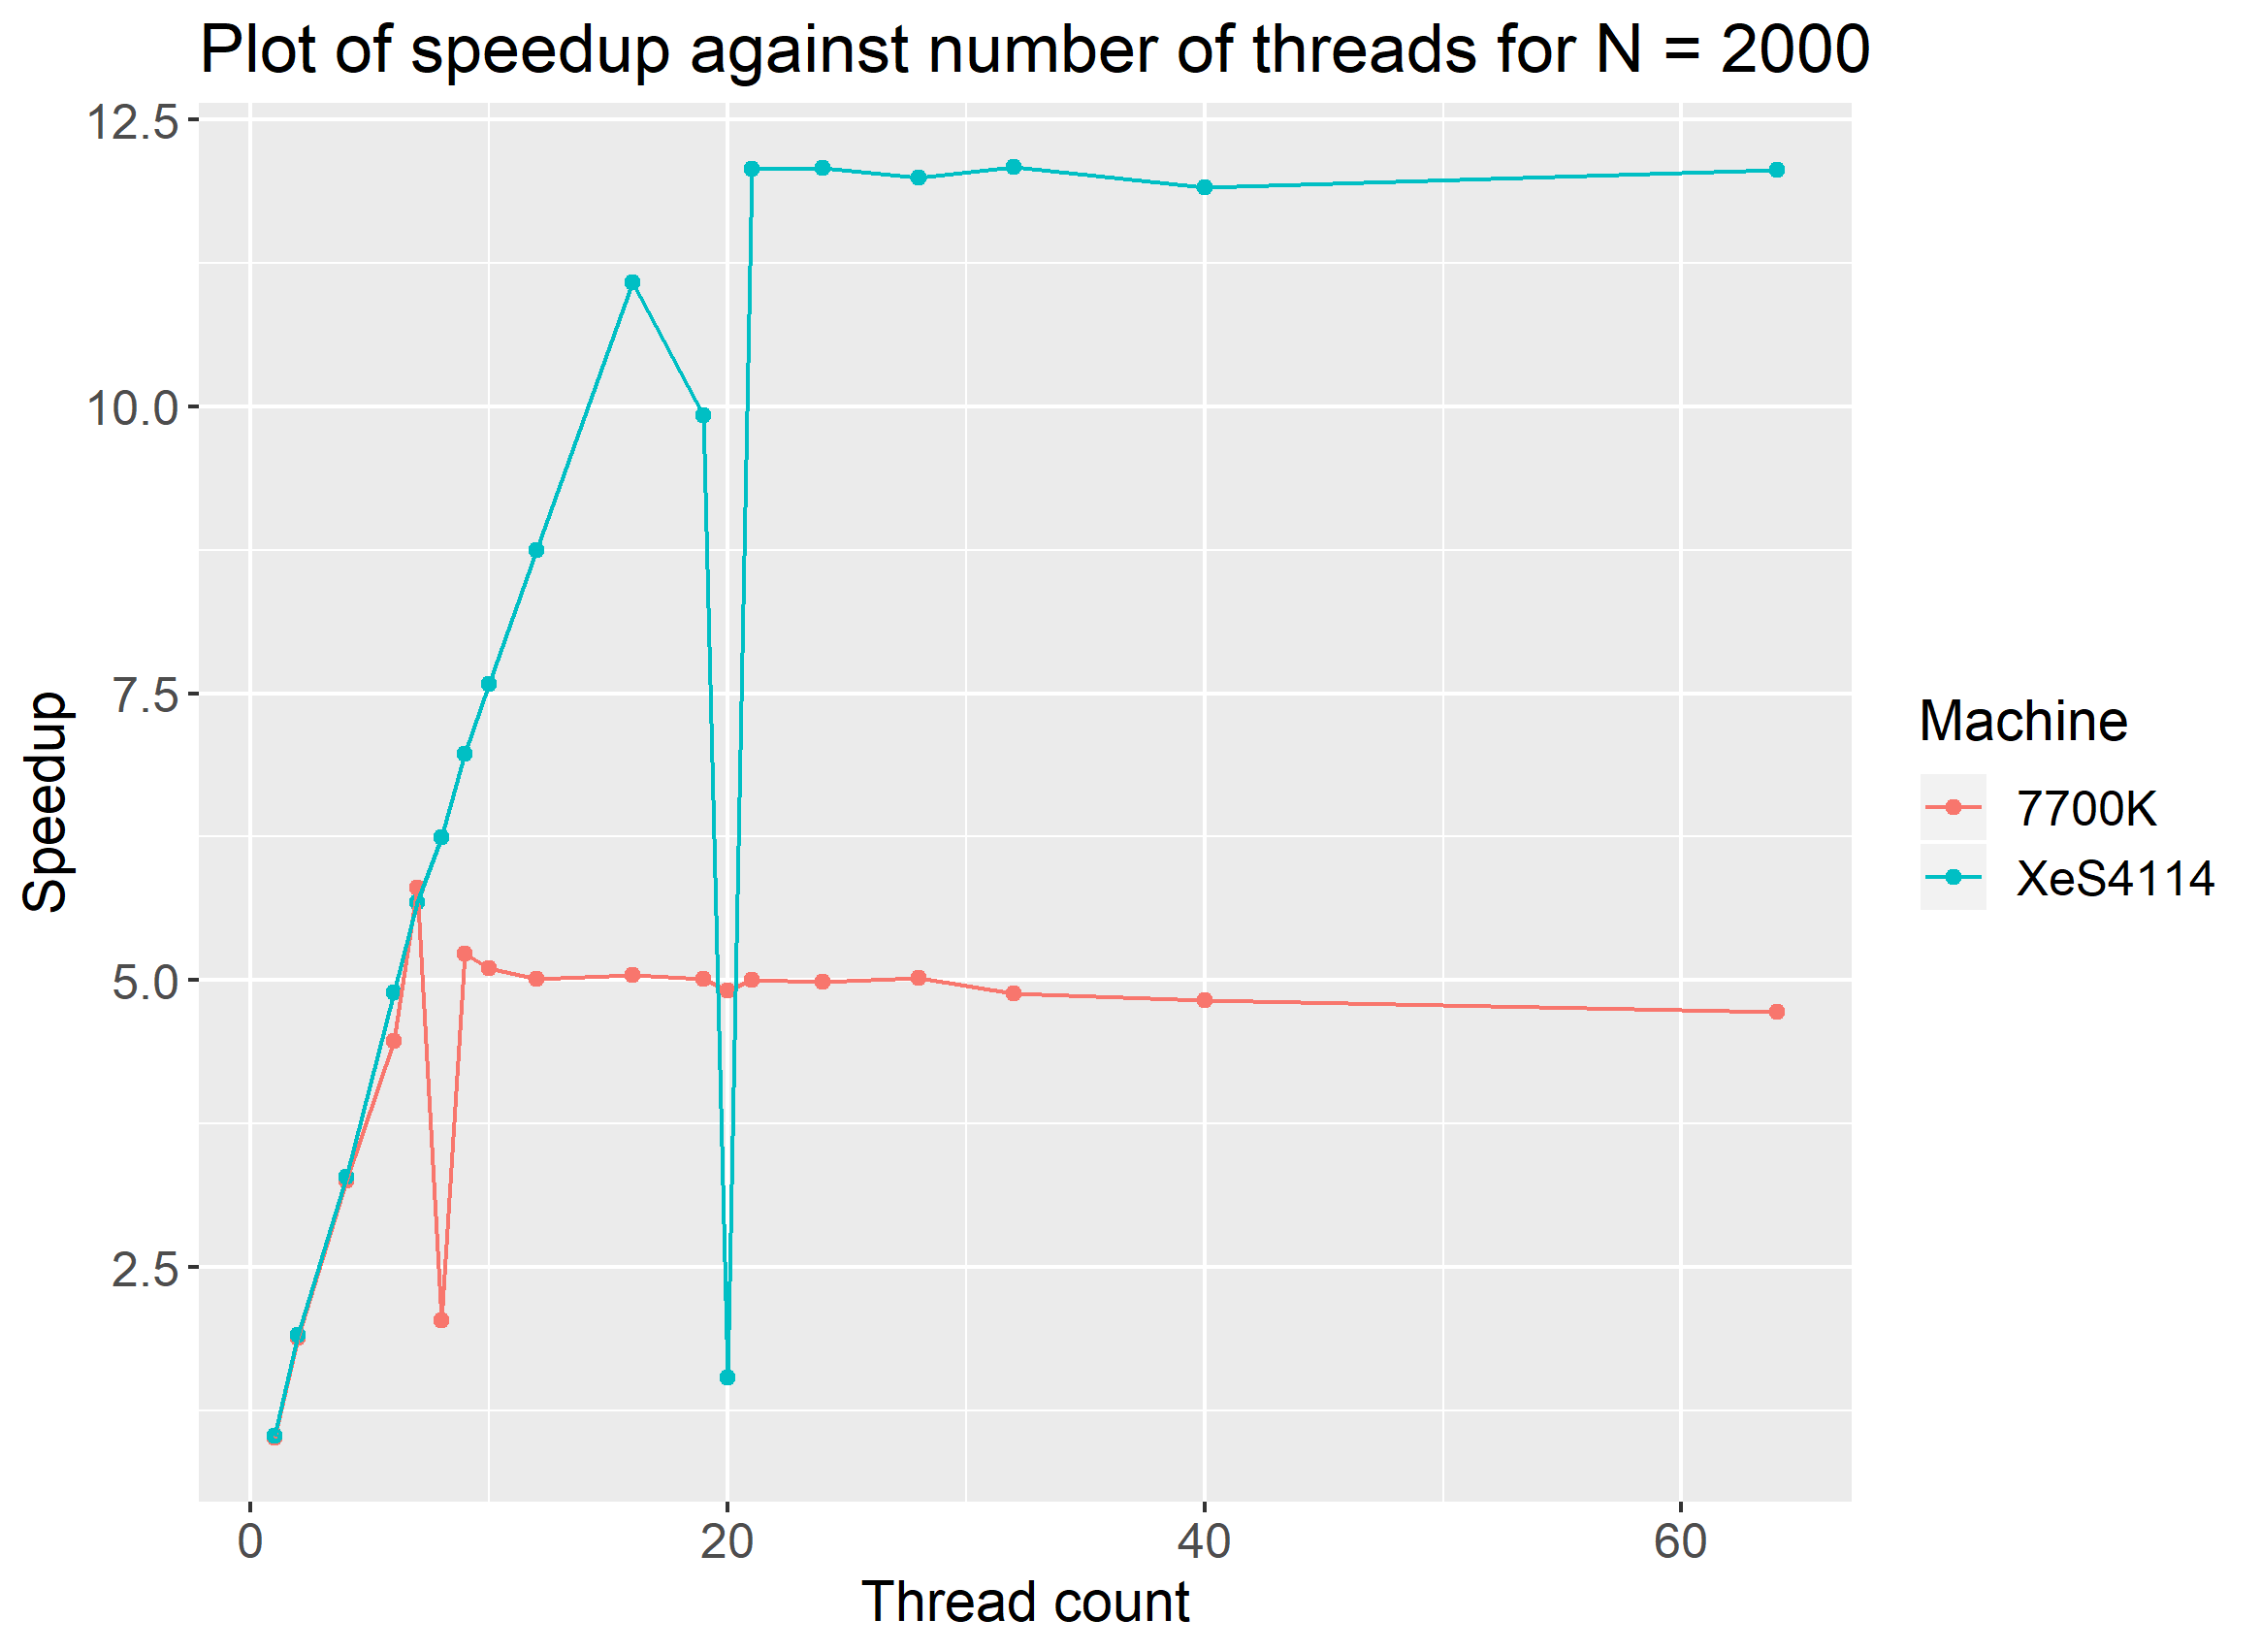 Plot of speedup against number of threads for N = 2000
12.5
10.0
7.5
5.0
2.5
Speedup
0 20 40 60
Thread count
Machine
7700K
XeS4114